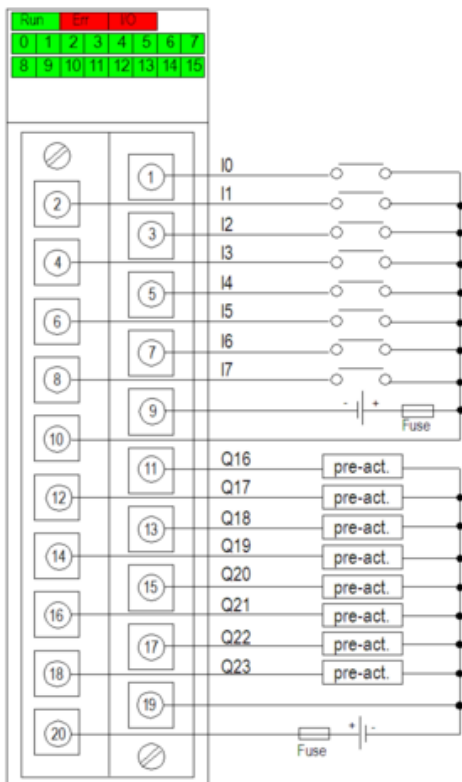 Run Err I/O
0 1 2 3 4 5 6 7
8 9 10 11 12 13 14 15
1 I0
2 I1
3 I2
4 I3
5 I4
6 I5
7 I6
8 I7
9 - + Fuse
10
11 Q16 pre-act.
12 Q17 pre-act.
13 Q18 pre-act.
14 Q19 pre-act.
15 Q20 pre-act.
16 Q21 pre-act.
17 Q22 pre-act.
18 Q23 pre-act.
19
20 Fuse + -